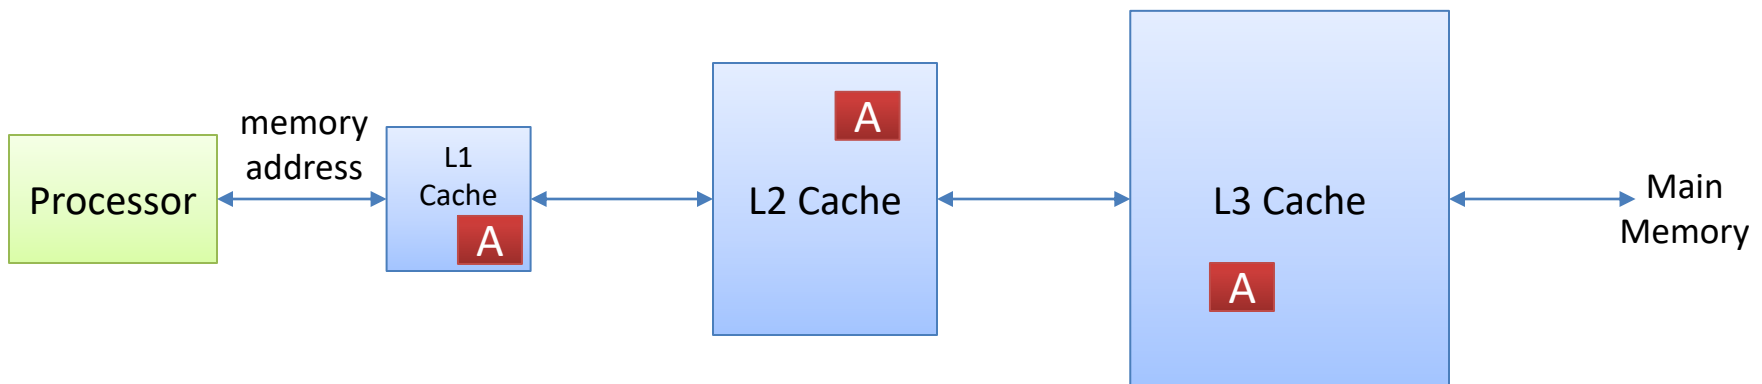 Processor
memory
address
L1
Cache
A
L2 Cache
A
L3 Cache
A
Main
Memory